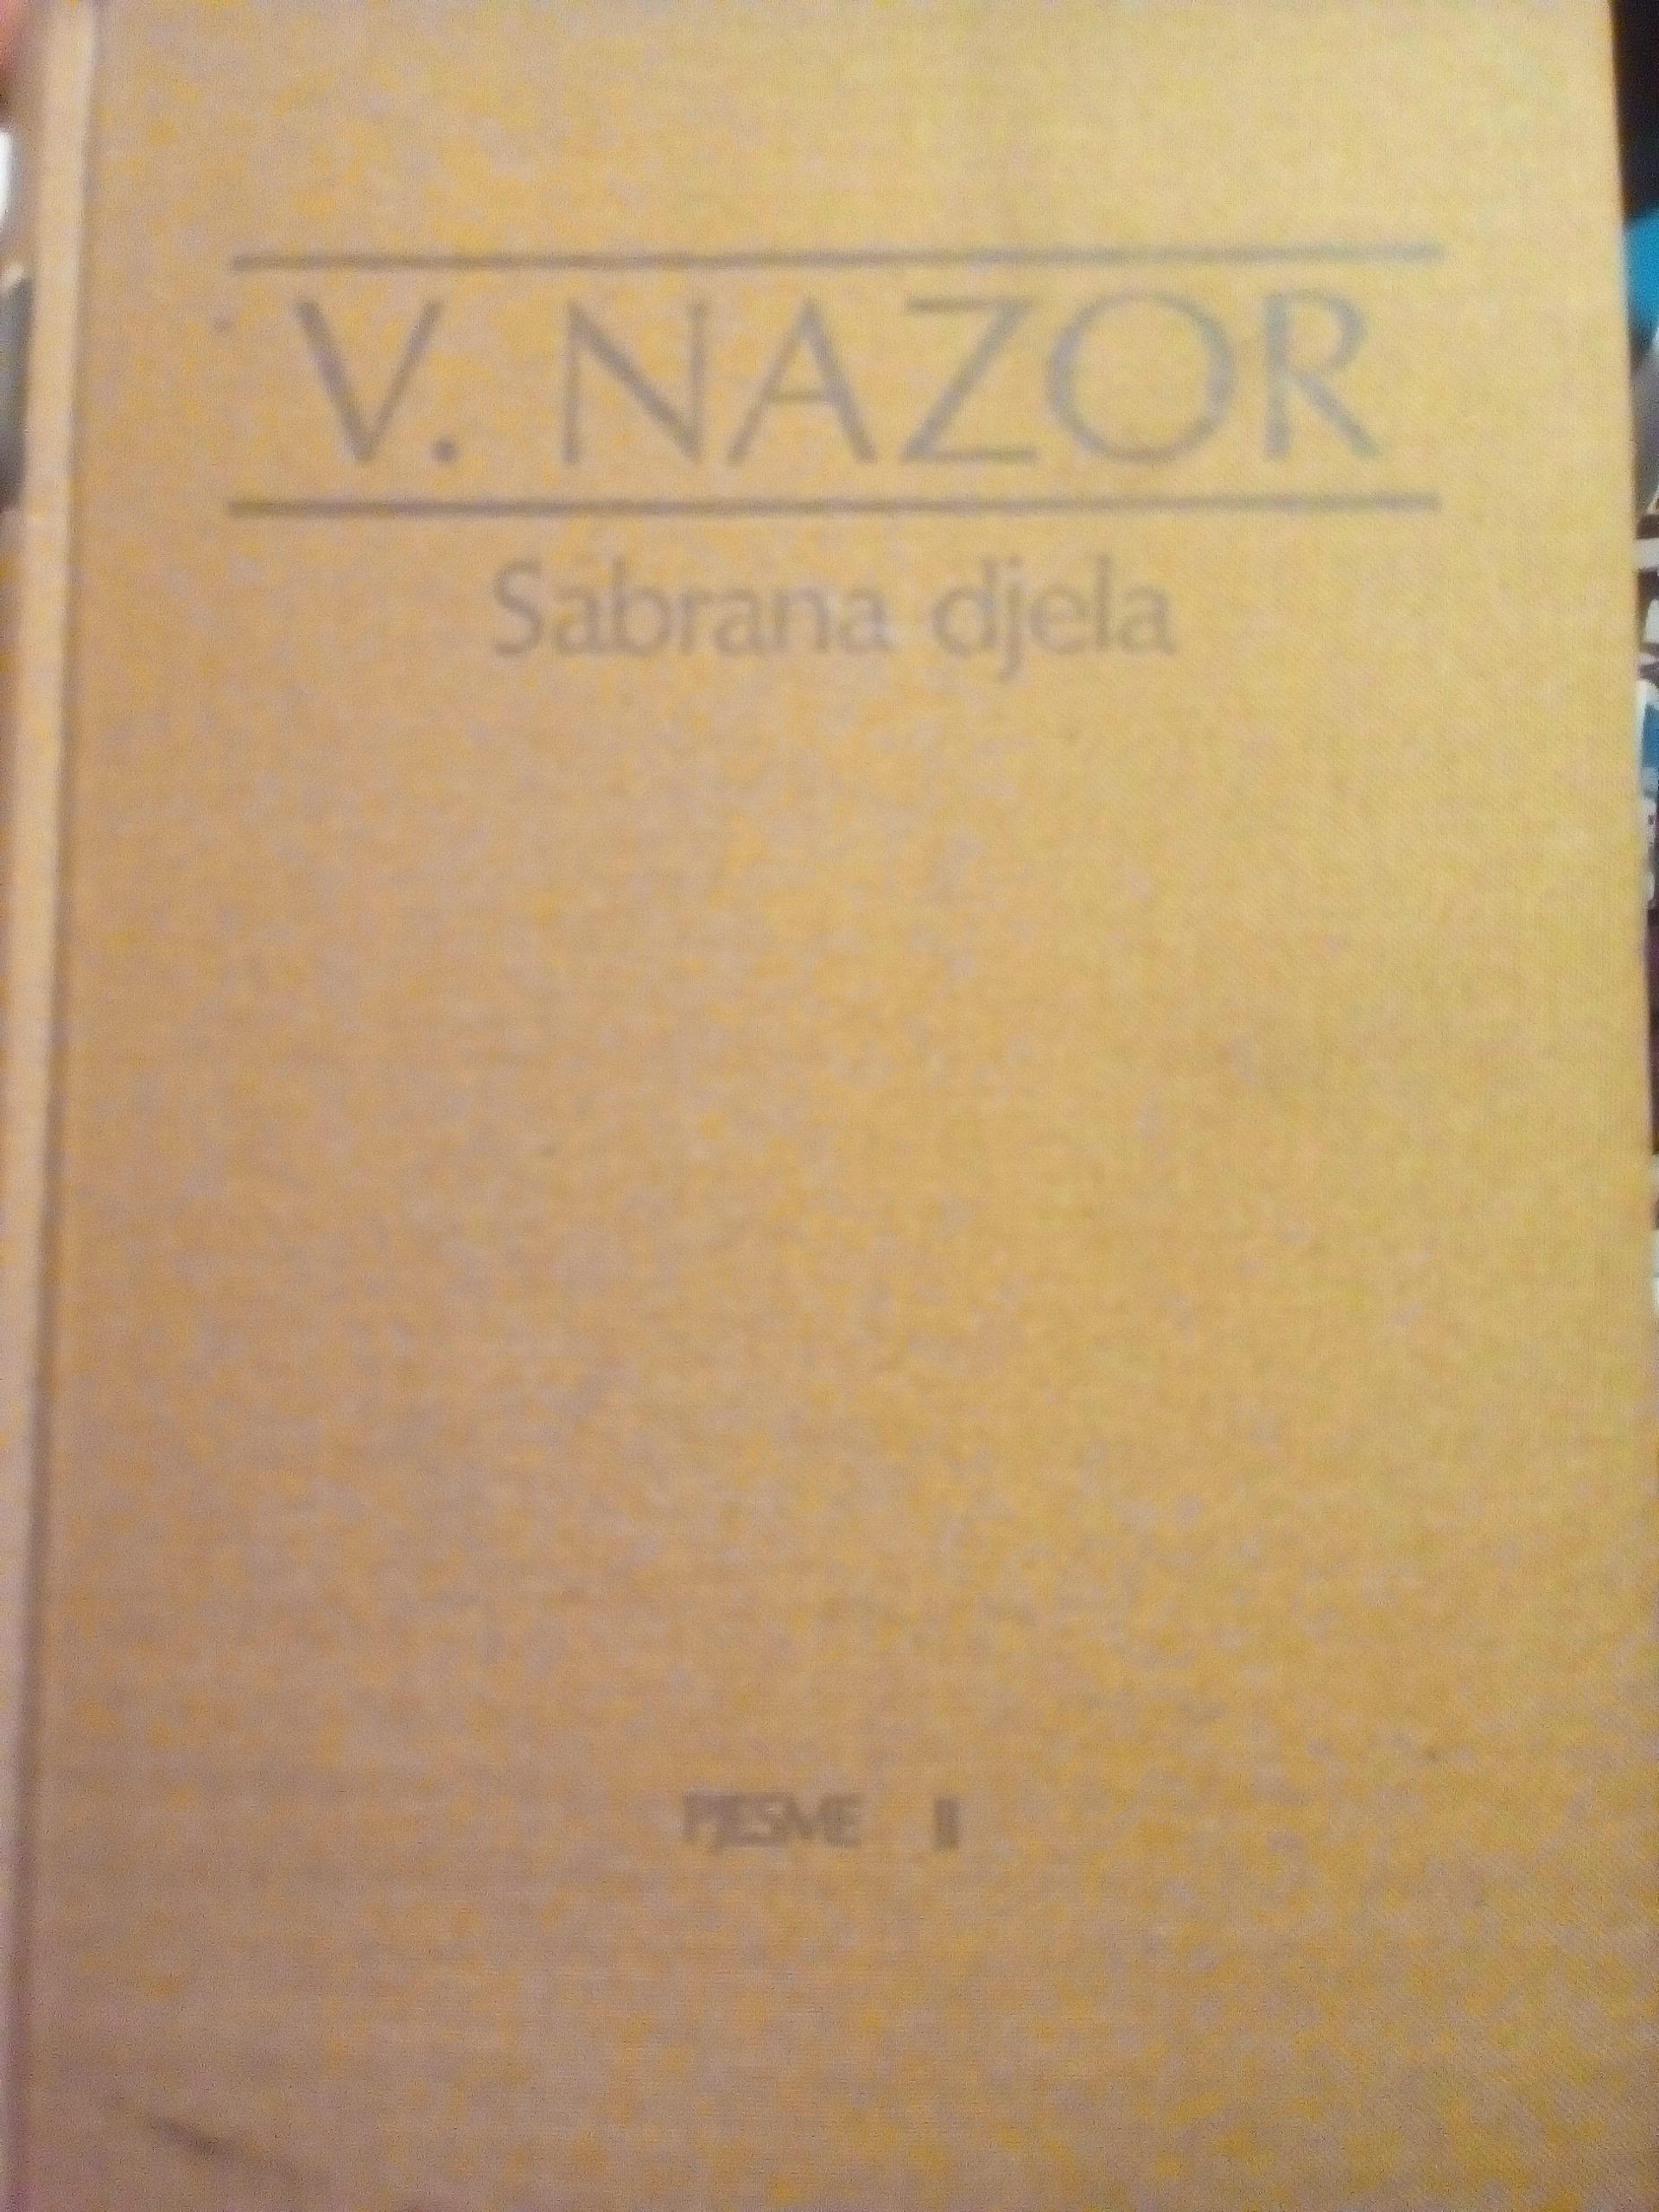 V. NAZOR
Sabrana djela
PJESME II